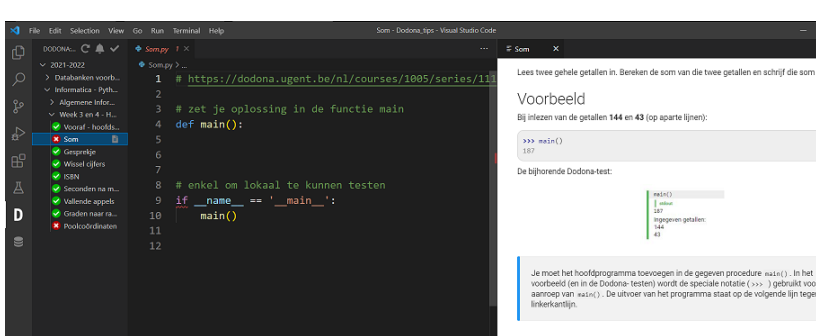 File Edit Selection View Go Run Terminal Help
Som - Dodona_tips - Visual Studio Code
DODONA:...
2021-2022
Databanken voorb...
Informatica - Pyth...
Algemene Infor...
Week 3 en 4 - H...
Vooraf - hoofds...
Som
Gesprekje
Wissel cijfers
ISBN
Seconden na m...
Vallende appels
Graden naar ra...
Poolcoördinaten
D
Som.py 1
Som.py > ...
1 # https://dodona.ugent.be/nl/courses/1005/series/111
2
3 # zet je oplossing in de functie main
4 def main():
5
6
7
8 # enkel om lokaal te kunnen testen
9 if __name__ == '__main__':
10 main()
11
12
Som
Lees twee gehele getallen in. Bereken de som van die twee getallen en schrijf die som
Voorbeeld
Bij inlezen van de getallen 144 en 43 (op aparte lijnen):
>>> main()
187
De bijhorende Dodona-test:
main()
187
Ingegeven getallen:
144
43
Je moet het hoofdprogramma toevoegen in de gegeven procedure main(). In het
voorbeeld (en in de Dodona- testen) wordt de speciale notatie (>>> ) gebruikt voo
aanroep van main(). De uitvoer van het programma staat op de volgende lijn tege
linkerkantlijn.